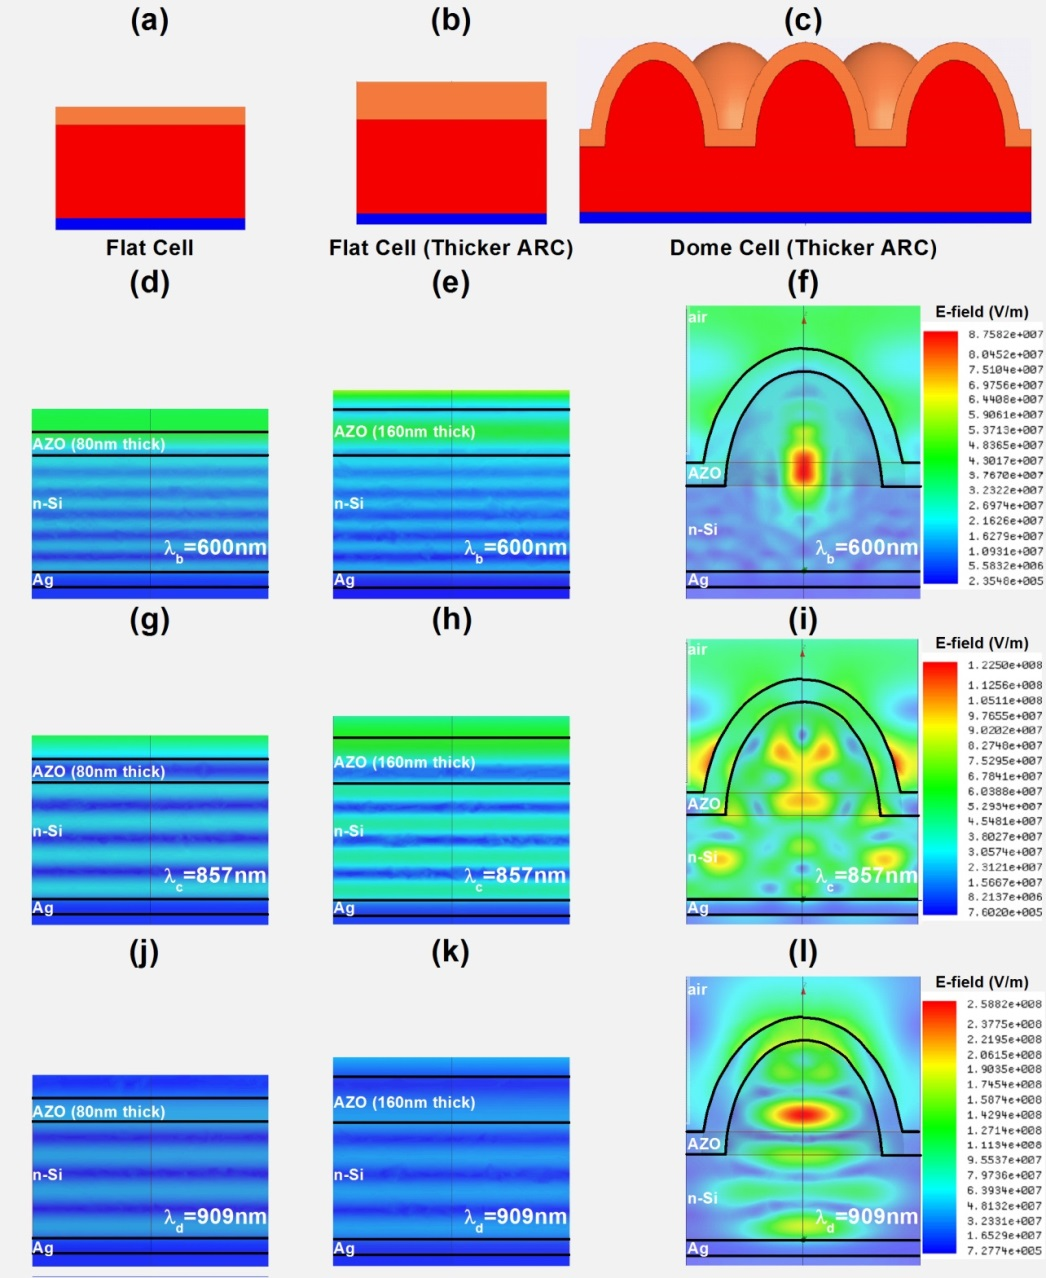 (a) (b) (c)
Flat Cell Flat Cell (Thicker ARC) Dome Cell (Thicker ARC)
(d) (e) (f)
AZO (80nm thick)
n-Si
λb=600nm
Ag
AZO (160nm thick)
n-Si
λb=600nm
Ag
air
AZO
n-Si
λb=600nm
Ag
E-field (V/m)
8.7582e+007
8.0452e+007
7.5104e+007
6.9756e+007
6.4408e+007
5.9061e+007
5.3713e+007
4.8365e+007
4.3017e+007
3.7670e+007
3.2322e+007
2.6974e+007
2.1626e+007
1.6279e+007
1.0931e+007
5.5832e+006
2.3548e+005
(g) (h) (i)
AZO (80nm thick)
n-Si
λc=857nm
Ag
AZO (160nm thick)
n-Si
λc=857nm
Ag
air
AZO
n-Si
λc=857nm
Ag
E-field (V/m)
1.2250e+008
1.1256e+008
1.0511e+008
9.7655e+007
9.0202e+007
8.2748e+007
7.5295e+007
6.7841e+007
6.0388e+007
5.2934e+007
4.5481e+007
3.8027e+007
3.0574e+007
2.3121e+007
1.5667e+007
8.2137e+006
7.6020e+005
(j) (k) (l)
AZO (80nm thick)
n-Si
λd=909nm
Ag
AZO (160nm thick)
n-Si
λd=909nm
Ag
air
AZO
n-Si
λd=909nm
Ag
E-field (V/m)
2.5882e+008
2.3775e+008
2.2195e+008
2.0615e+008
1.9035e+008
1.7454e+008
1.5874e+008
1.4294e+008
1.2714e+008
1.1134e+008
9.5537e+007
7.9736e+007
6.3934e+007
4.8132e+007
3.2331e+007
1.6529e+007
7.2774e+005